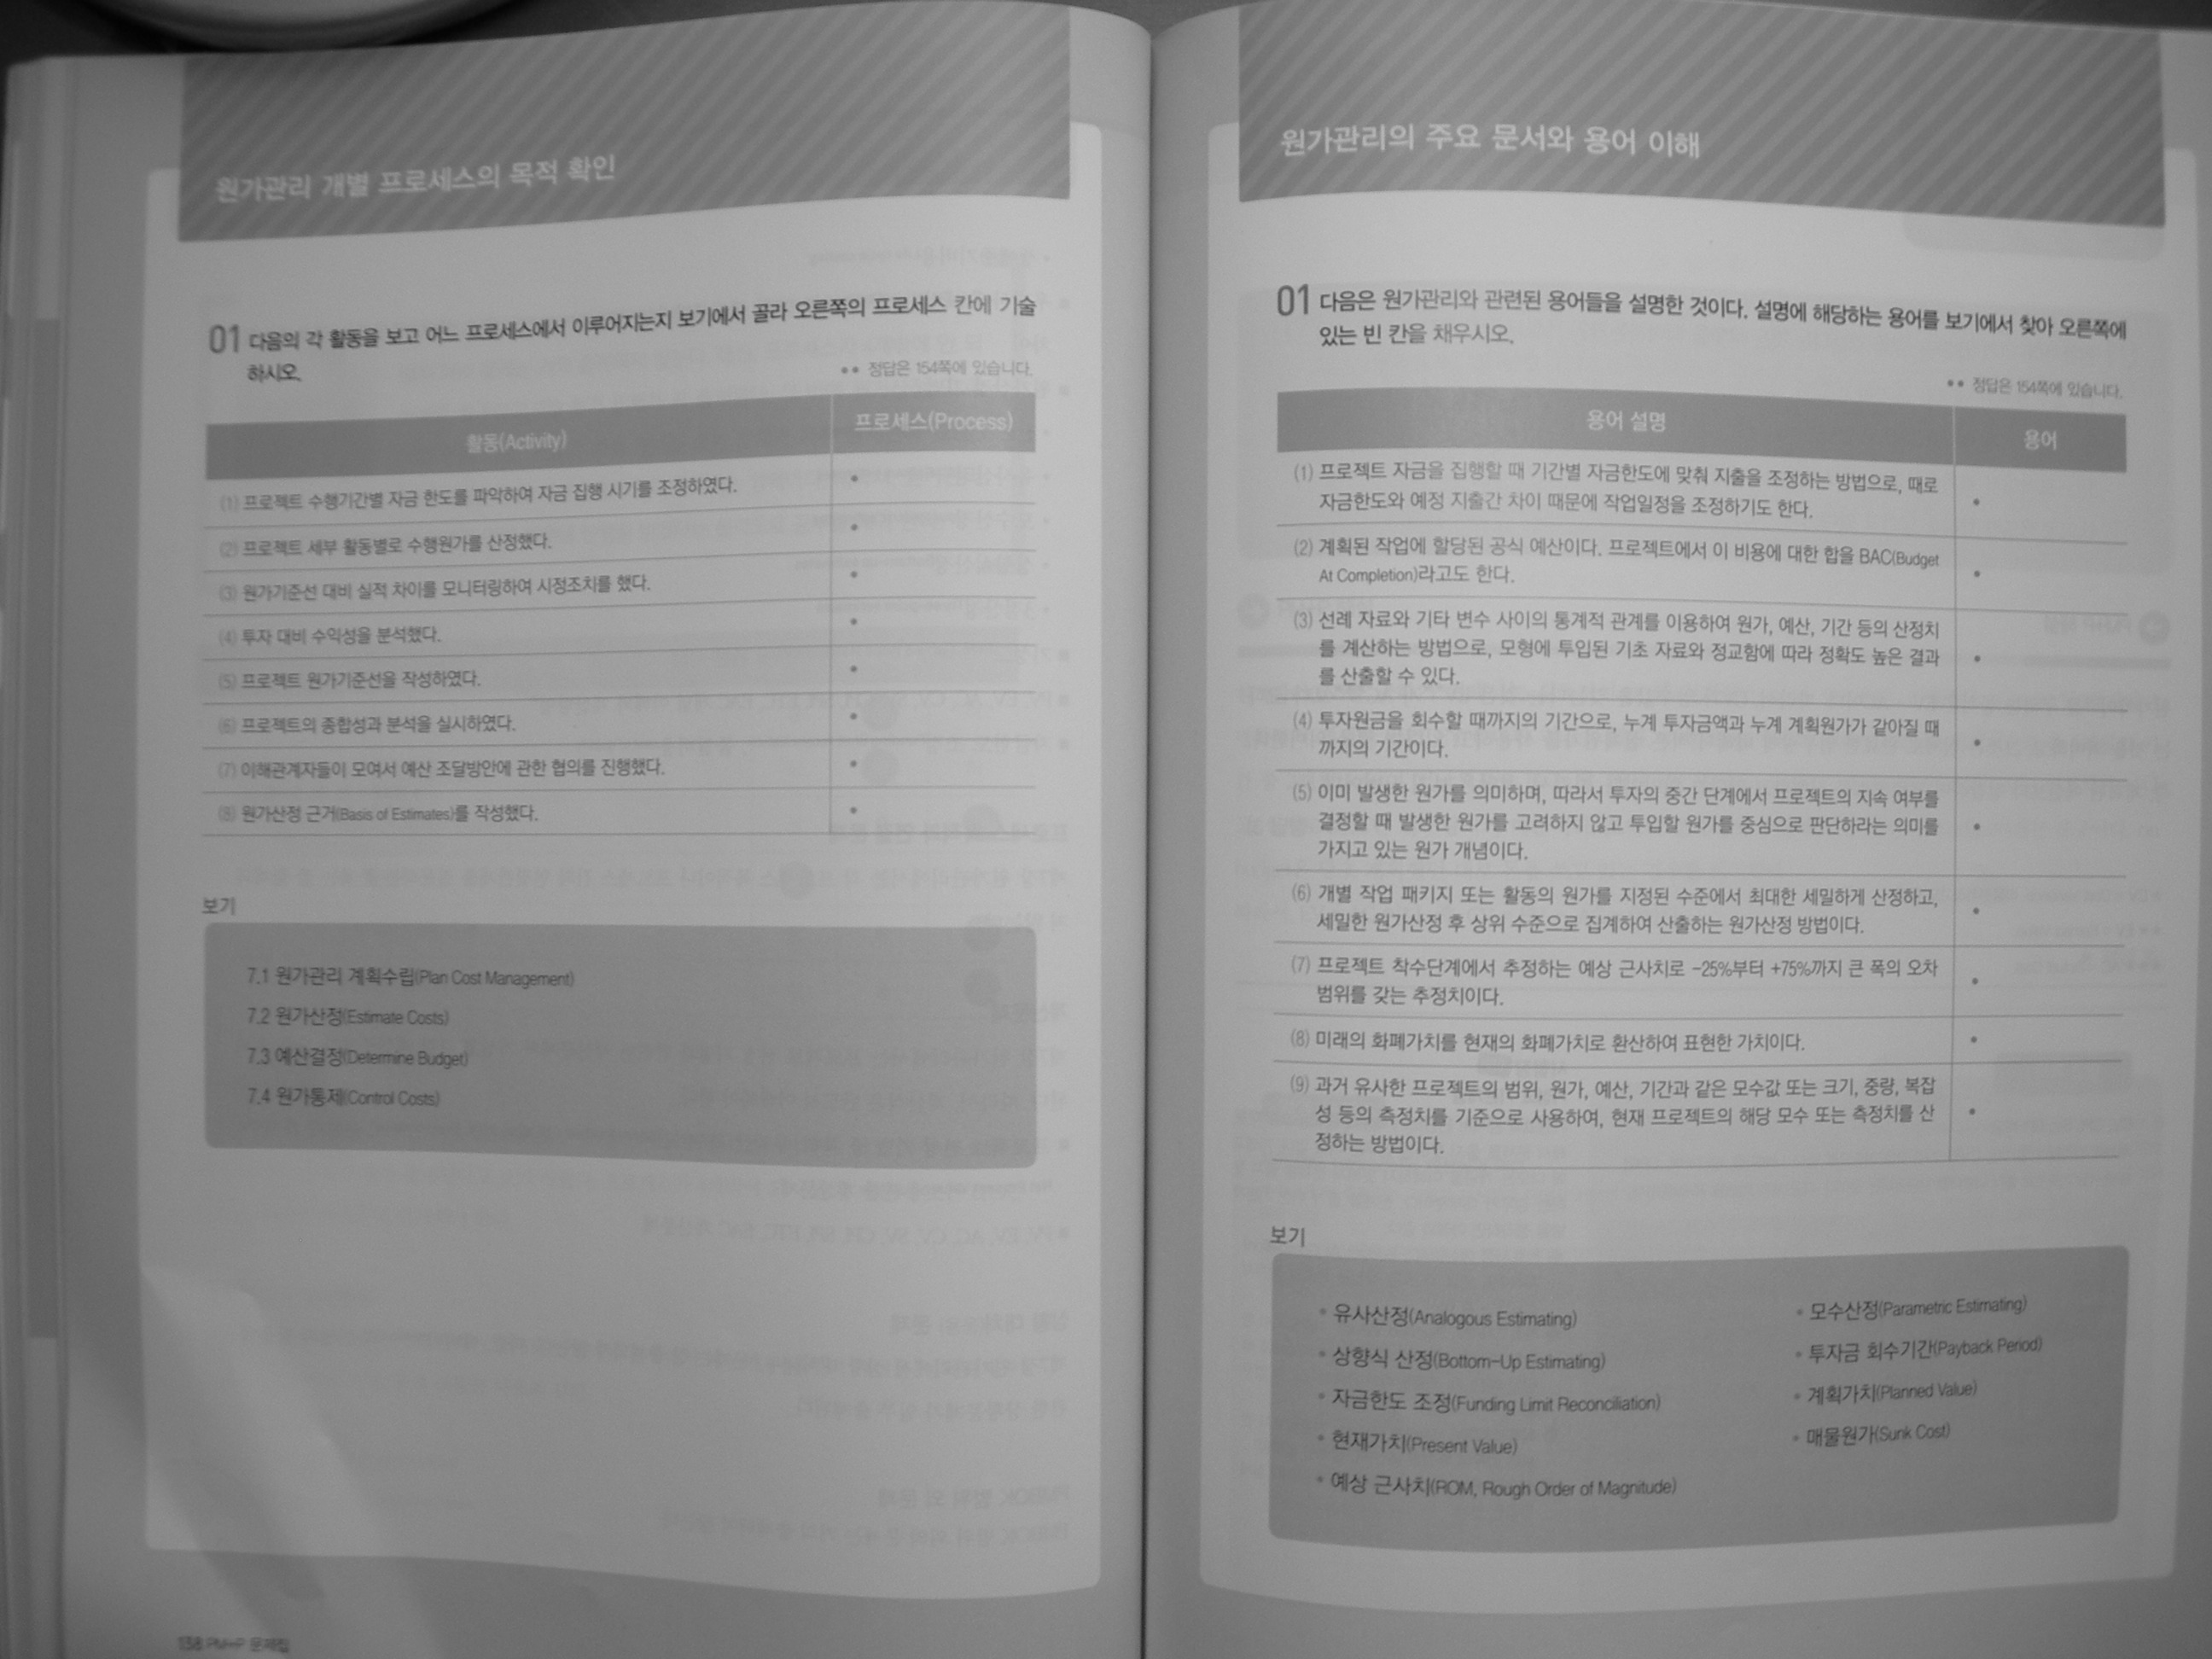 원가관리 개별 프로세스의 목적 확인
01 다음의 각 활동을 보고 어느 프로세스에서 이루어지는지 보기에서 골라 오른쪽의 프로세스 칸에 기술
하시오.
•• 정답은 154쪽에 있습니다.
활동(Activity) 프로세스(Process)
(1) 프로젝트 수행기간별 자금 한도를 파악하여 자금 집행 시기를 조정하였다. •
(2) 프로젝트 세부 활동별로 수행원가를 산정했다. •
(3) 원가기준선 대비 실적 차이를 모니터링하여 시정조치를 했다. •
(4) 투자 대비 수익성을 분석했다. •
(5) 프로젝트 원가기준선을 작성하였다. •
(6) 프로젝트의 종합성과 분석을 실시하였다. •
(7) 이해관계자들이 모여서 예산 조달방안에 관한 협의를 진행했다. •
(8) 원가산정 근거(Basis of Estimates)를 작성했다. •
보기
7.1 원가관리 계획수립(Plan Cost Management)
7.2 원가산정(Estimate Costs)
7.3 예산결정(Determine Budget)
7.4 원가통제(Control Costs)
138 PM+P 문제집
원가관리의 주요 문서와 용어 이해
01 다음은 원가관리와 관련된 용어들을 설명한 것이다. 설명에 해당하는 용어를 보기에서 찾아 오른쪽에
있는 빈 칸을 채우시오.
•• 정답은 154쪽에 있습니다.
용어 설명 용어
(1) 프로젝트 자금을 집행할 때 기간별 자금한도에 맞춰 지출을 조정하는 방법으로, 때로
자금한도와 예정 지출간 차이 때문에 작업일정을 조정하기도 한다. •
(2) 계획된 작업에 할당된 공식 예산이다. 프로젝트에서 이 비용에 대한 합을 BAC(Budget
At Completion)라고도 한다. •
(3) 선례 자료와 기타 변수 사이의 통계적 관계를 이용하여 원가, 예산, 기간 등의 산정치
를 계산하는 방법으로, 모형에 투입된 기초 자료와 정교함에 따라 정확도 높은 결과 •
를 산출할 수 있다.
(4) 투자원금을 회수할 때까지의 기간으로, 누계 투자금액과 누계 계획원가가 같아질 때
까지의 기간이다. •
(5) 이미 발생한 원가를 의미하며, 따라서 투자의 중간 단계에서 프로젝트의 지속 여부를
결정할 때 발생한 원가를 고려하지 않고 투입할 원가를 중심으로 판단하라는 의미를 •
가지고 있는 원가 개념이다.
(6) 개별 작업 패키지 또는 활동의 원가를 지정된 수준에서 최대한 세밀하게 산정하고,
세밀한 원가산정 후 상위 수준으로 집계하여 산출하는 원가산정 방법이다. •
(7) 프로젝트 착수단계에서 추정하는 예상 근사치로 -25%부터 +75%까지 큰 폭의 오차
범위를 갖는 추정치이다. •
(8) 미래의 화폐가치를 현재의 화폐가치로 환산하여 표현한 가치이다. •
(9) 과거 유사한 프로젝트의 범위, 원가, 예산, 기간과 같은 모수값 또는 크기, 중량, 복잡
성 등의 측정치를 기준으로 사용하여, 현재 프로젝트의 해당 모수 또는 측정치를 산 •
정하는 방법이다.
보기
• 유사산정(Analogous Estimating)
• 상향식 산정(Bottom-Up Estimating)
• 자금한도 조정(Funding Limit Reconciliation)
• 현재가치(Present Value)
• 예상 근사치(ROM, Rough Order of Magnitude)
• 모수산정(Parametric Estimating)
• 투자금 회수기간(Payback Period)
• 계획가치(Planned Value)
• 매몰원가(Sunk Cost)